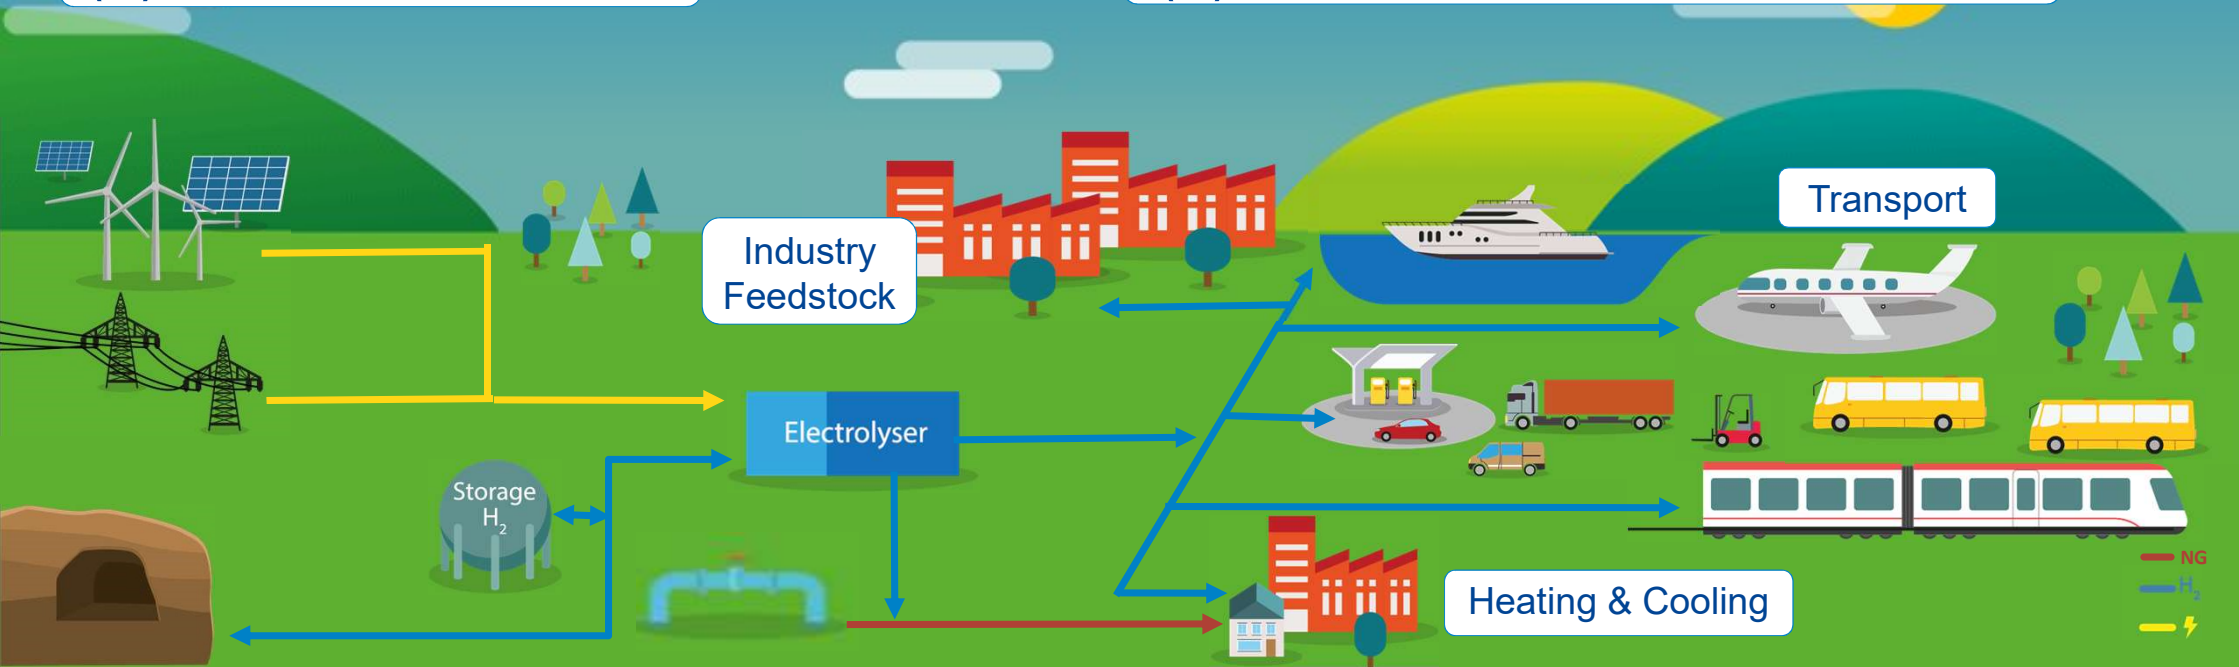 Transport
Industry
Feedstock
Electrolyser
Storage
H₂
Heating & Cooling
NG
H₂